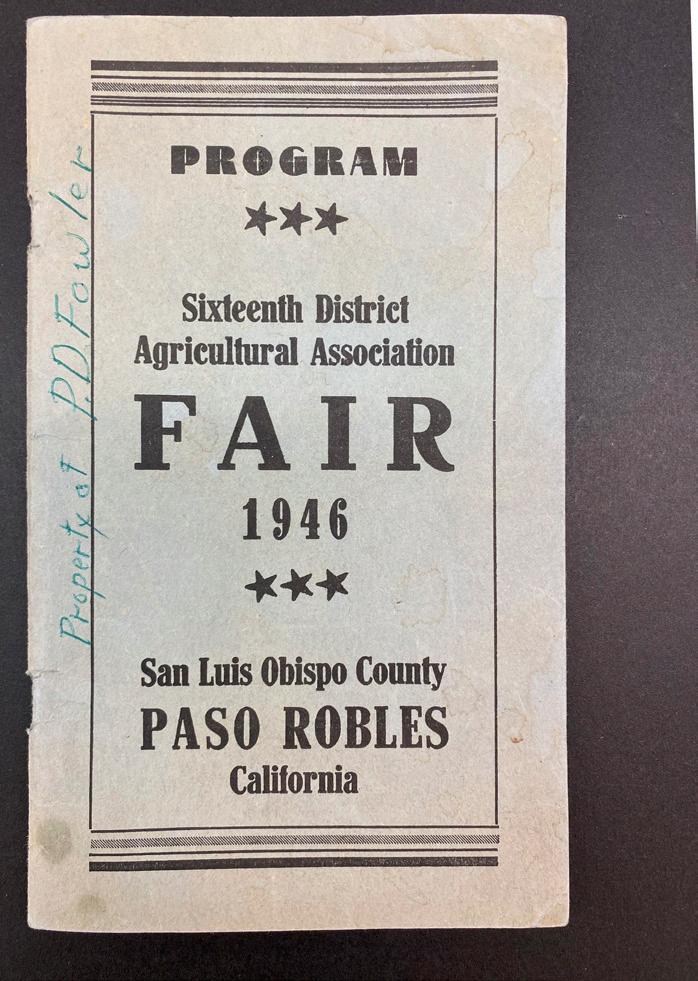 PROGRAM
Sixteenth District
Agricultural Association
FAIR
1946
San Luis Obispo County
PASO ROBLES
California
Property of P.D. Fowler